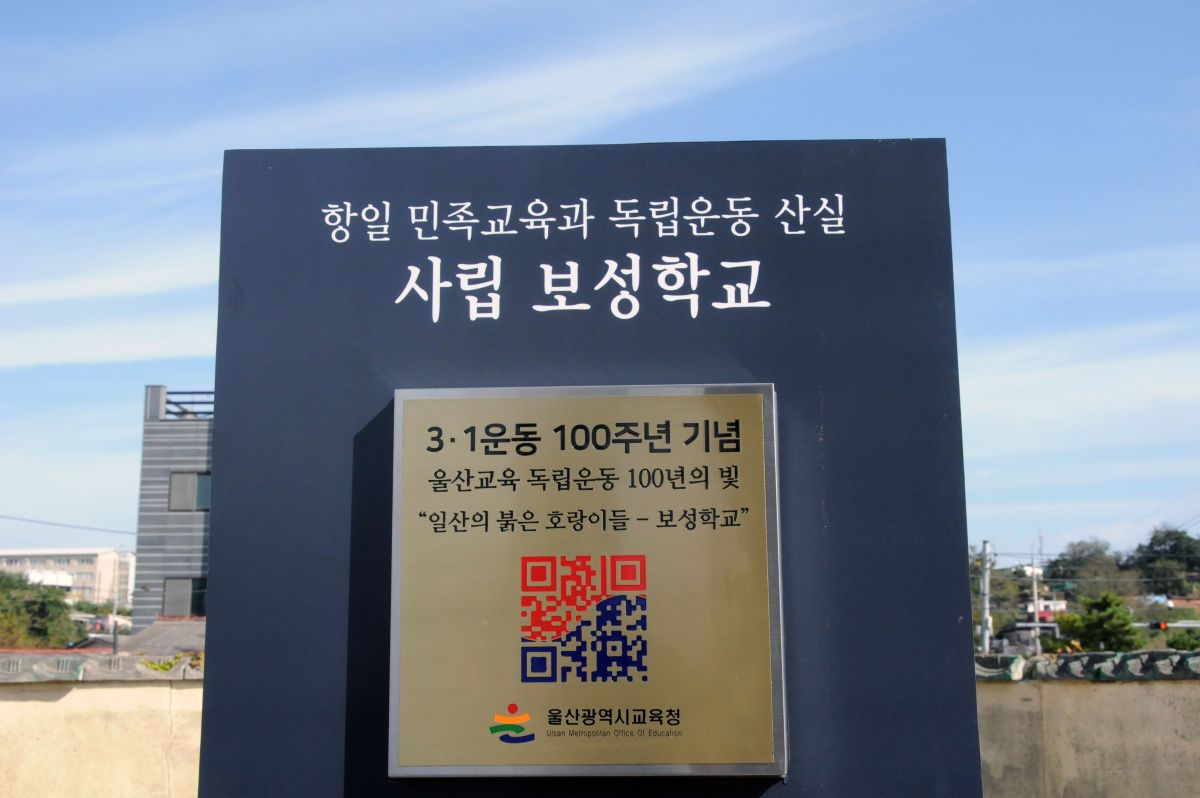 항일 민족교육과 독립운동 산실
사립 보성학교
3·1운동 100주년 기념
울산교육 독립운동 100년의 빛
“일산의 붉은 호랑이들 – 보성학교”
울산광역시교육청
Ulsan Metropolitan Office Of Education